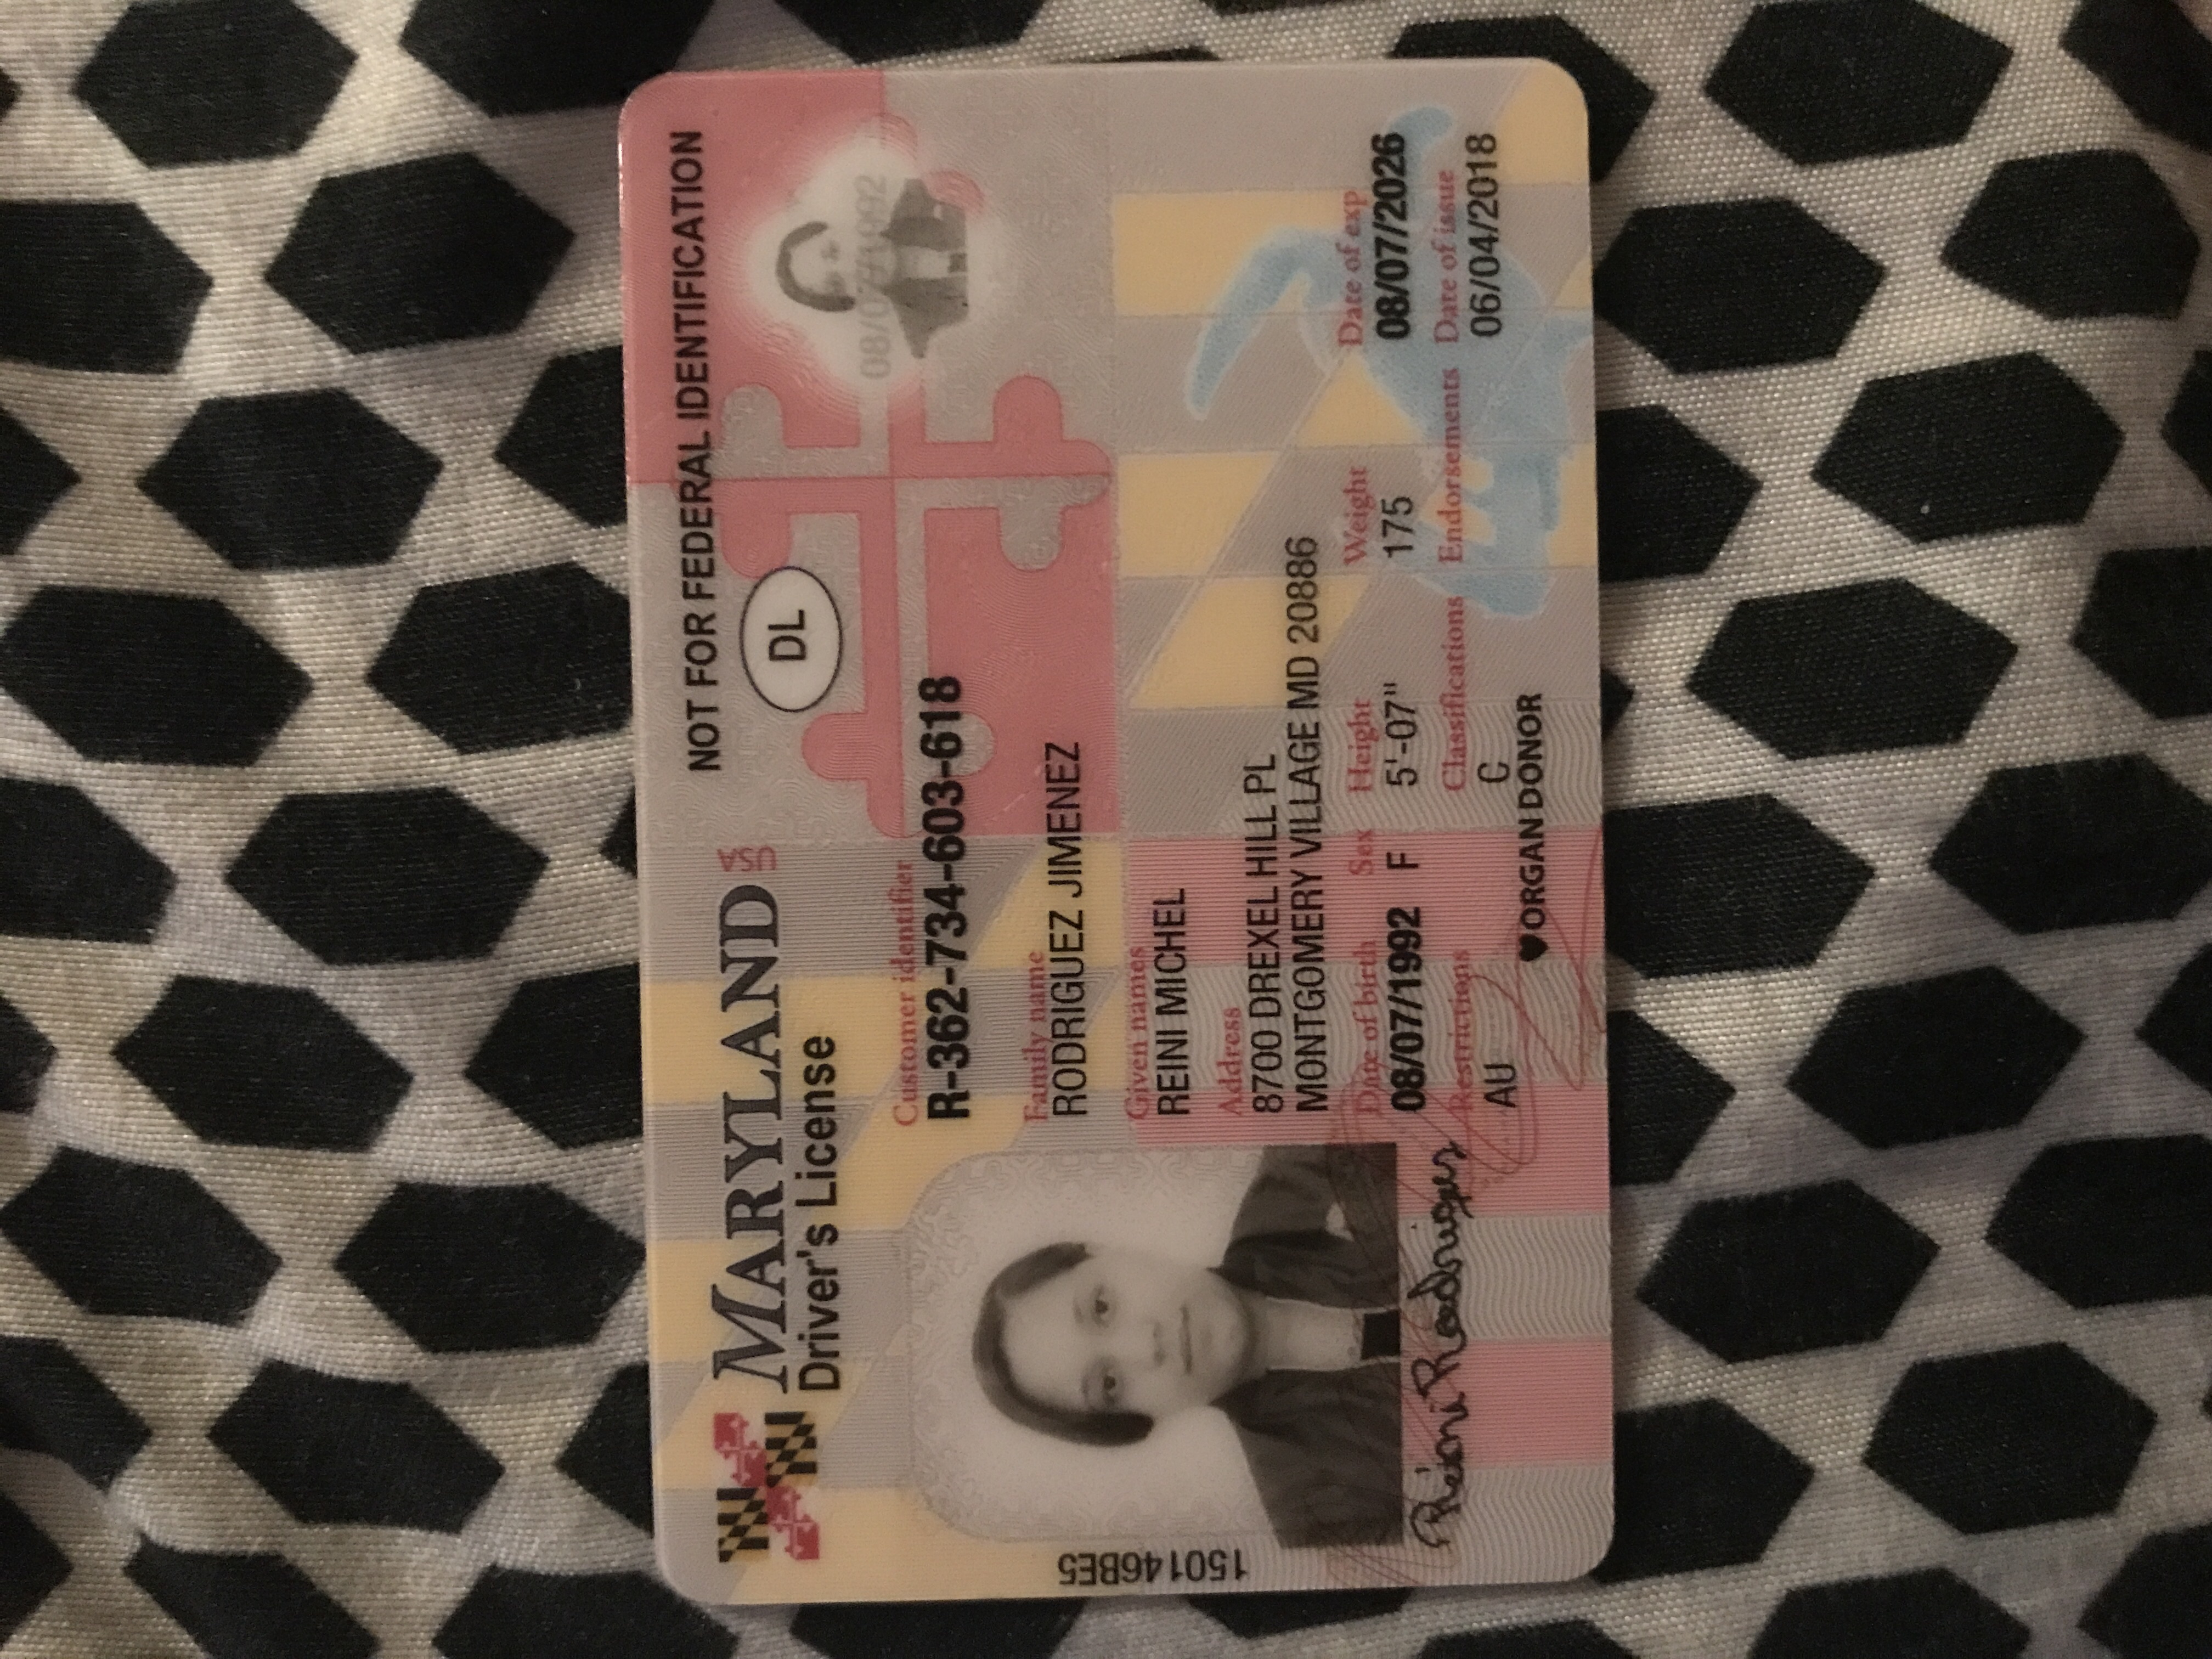 NOT FOR FEDERAL IDENTIFICATION
MARYLAND USA
Driver's License
DL
08/07/1992
Customer identifier
R-362-734-603-618
Family name
RODRIGUEZ JIMENEZ
Given names
REINI MICHEL
Address
8700 DREXEL HILL PL
MONTGOMERY VILLAGE MD 20886
Date of birth Sex Height Weight Date of exp
08/07/1992 F 5'-07" 175 08/07/2026
Restrictions Classifications Endorsements Date of issue
AU C 06/04/2018
ORGAN DONOR
150146BE5
Reini Rodriguez